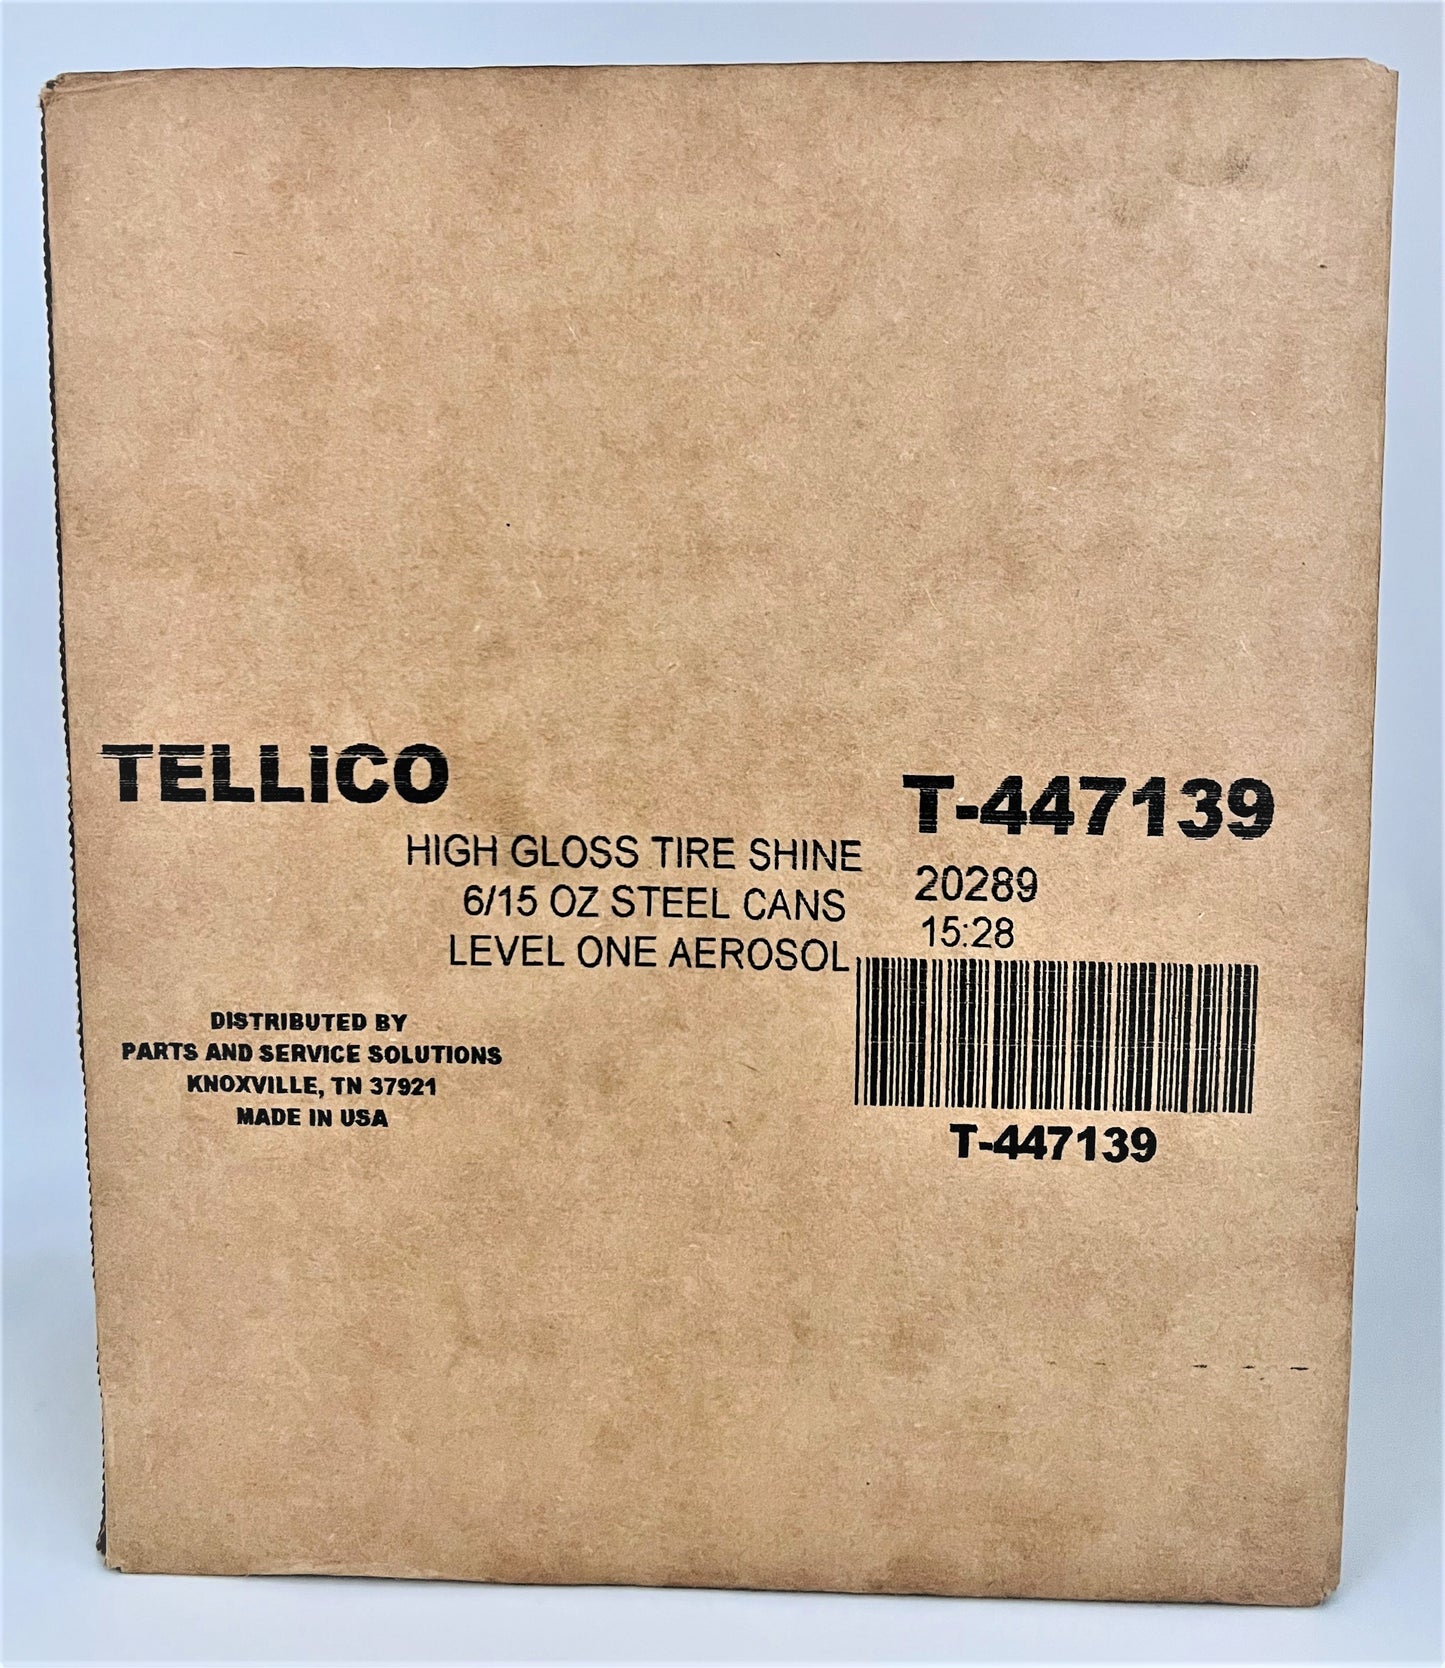 TELLiCO
T-447139
HIGH GLOSS TIRE SHINE
20289
6/15 OZ STEEL CANS
15:28
LEVEL ONE AEROSOL
DISTRIBUTED BY
PARTS AND SERVICE SOLUTIONS
KNOXVILLE, TN 37921
MADE IN USA
T-447139